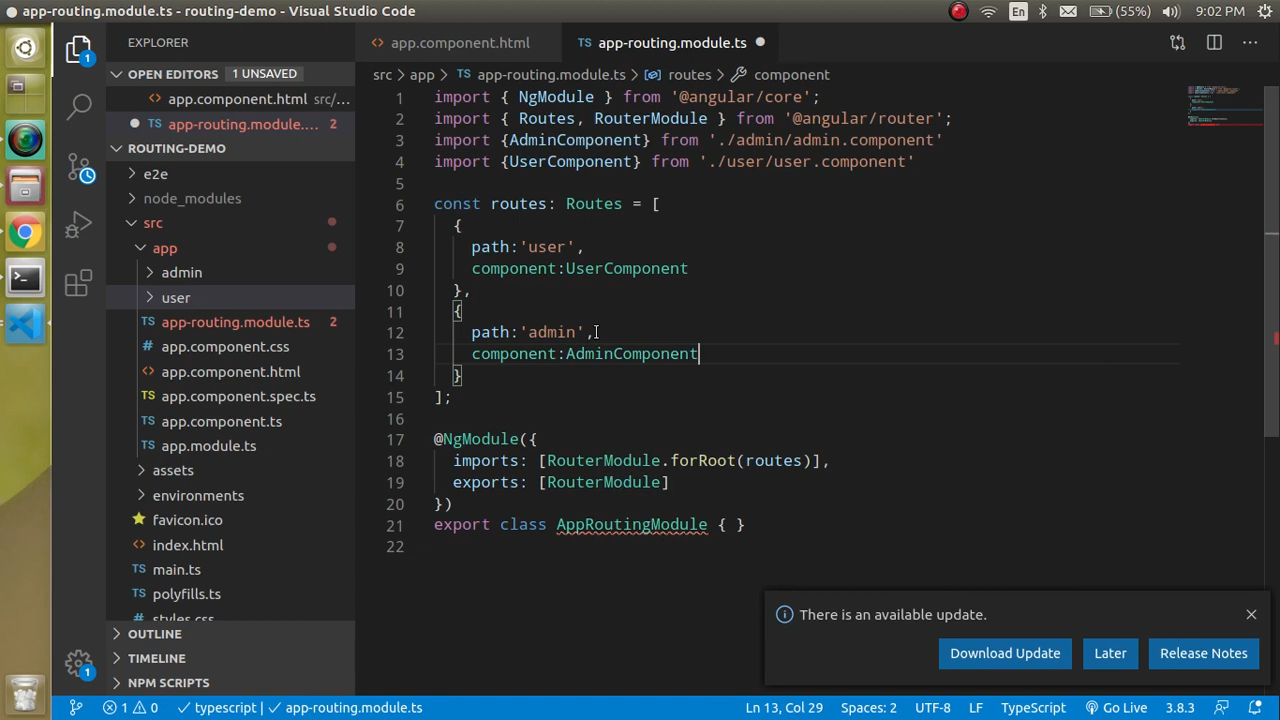 app-routing.module.ts - routing-demo - Visual Studio Code
En
(55%)
9:02 PM
EXPLORER
OPEN EDITORS
1 UNSAVED
app.component.html src/...
app-routing.module.... 2
ROUTING-DEMO
e2e
node_modules
src
app
admin
user
app-routing.module.ts 2
app.component.css
app.component.html
app.component.spec.ts
app.component.ts
app.module.ts
assets
environments
favicon.ico
index.html
main.ts
polyfills.ts
styles.css
OUTLINE
TIMELINE
NPM SCRIPTS
app.component.html
TS app-routing.module.ts
src > app > TS app-routing.module.ts > routes > component
1 import { NgModule } from '@angular/core';
2 import { Routes, RouterModule } from '@angular/router';
3 import {AdminComponent} from './admin/admin.component'
4 import {UserComponent} from './user/user.component'
5
6 const routes: Routes = [
7 {
8 path:'user',
9 component:UserComponent
10 },
11 {
12 path:'admin',
13 component:AdminComponent
14 }
15 ];
16
17 @NgModule({
18 imports: [RouterModule.forRoot(routes)],
19 exports: [RouterModule]
20 })
21 export class AppRoutingModule { }
22
There is an available update.
Download Update
Later
Release Notes
1 0
typescript | app-routing.module.ts
Ln 13, Col 29
Spaces: 2
UTF-8
LF
TypeScript
Go Live
3.8.3